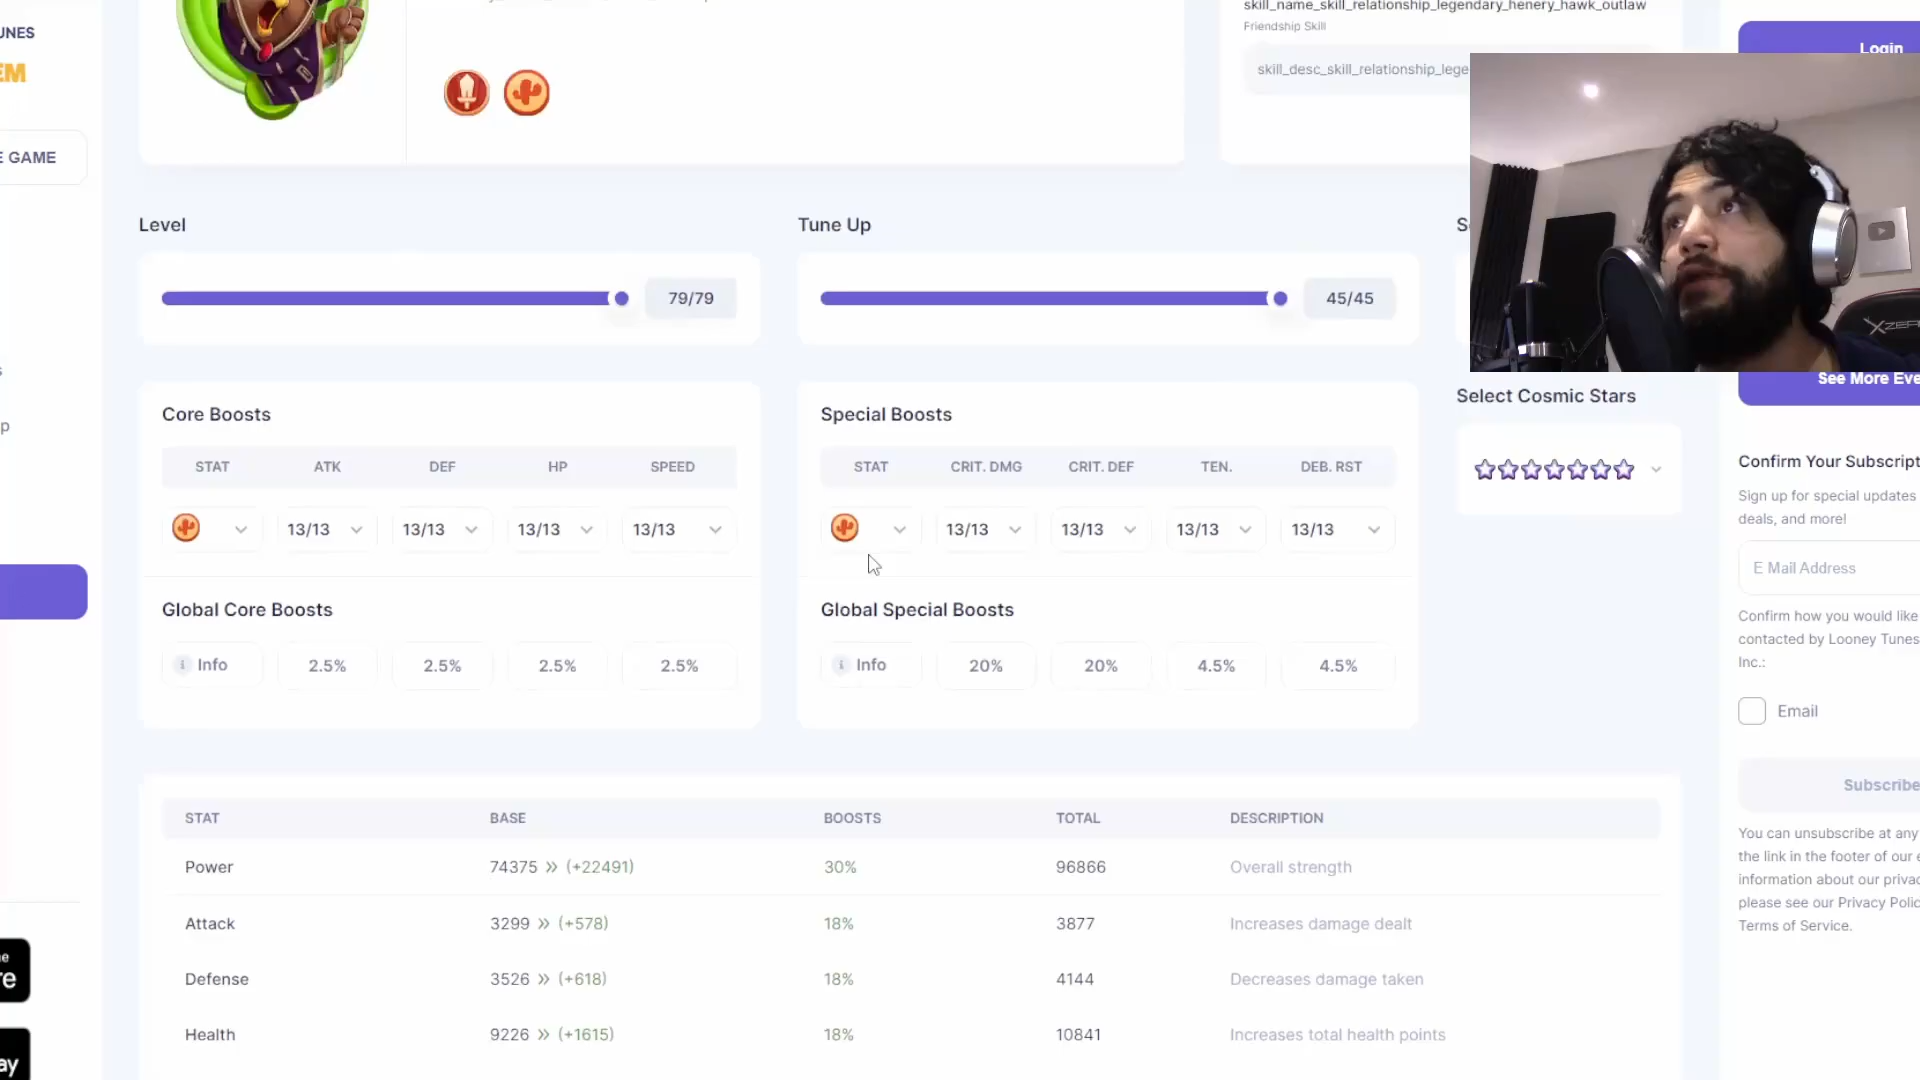 UNES
EM
E GAME
skill_name_skill_relationship_legendary_henery_hawk_outlaw
Friendship Skill
skill_desc_skill_relationship_lege
Login
Level
Tune Up
79/79
45/45
XZER
See More Eve
Core Boosts
STAT ATK DEF HP SPEED
13/13 13/13 13/13 13/13
Global Core Boosts
Info 2.5% 2.5% 2.5% 2.5%
Special Boosts
STAT CRIT. DMG CRIT. DEF TEN. DEB. RST
13/13 13/13 13/13 13/13
Global Special Boosts
Info 20% 20% 4.5% 4.5%
Select Cosmic Stars
Confirm Your Subscript
Sign up for special updates
deals, and more!
E Mail Address
Confirm how you would like
contacted by Looney Tunes
Inc.:
Email
Subscribe
You can unsubscribe at any
the link in the footer of our e
information about our privac
please see our Privacy Polic
Terms of Service.
p
s
STAT BASE BOOSTS TOTAL DESCRIPTION
Power 74375 » (+22491) 30% 96866 Overall strength
Attack 3299 » (+578) 18% 3877 Increases damage dealt
Defense 3526 » (+618) 18% 4144 Decreases damage taken
Health 9226 » (+1615) 18% 10841 Increases total health points
he
re
ay